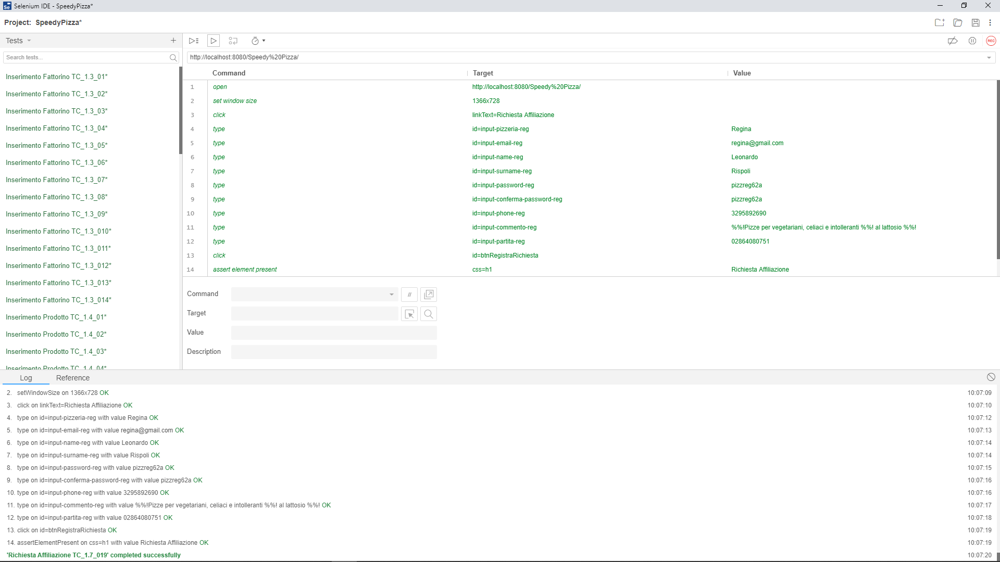 Selenium IDE - SpeedyPizza*
Project: SpeedyPizza*
Tests
Search tests...
Inserimento Fattorino TC_1.3_01*
Inserimento Fattorino TC_1.3_02*
Inserimento Fattorino TC_1.3_03*
Inserimento Fattorino TC_1.3_04*
Inserimento Fattorino TC_1.3_05*
Inserimento Fattorino TC_1.3_06*
Inserimento Fattorino TC_1.3_07*
Inserimento Fattorino TC_1.3_08*
Inserimento Fattorino TC_1.3_09*
Inserimento Fattorino TC_1.3_010*
Inserimento Fattorino TC_1.3_011*
Inserimento Fattorino TC_1.3_012*
Inserimento Fattorino TC_1.3_013*
Inserimento Fattorino TC_1.3_014*
Inserimento Prodotto TC_1.4_01*
Inserimento Prodotto TC_1.4_02*
Inserimento Prodotto TC_1.4_03*
Inserimento Prodotto TC_1.4_04*
REC
http://localhost:8080/Speedy%20Pizza/
Command Target Value
1 open http://localhost:8080/Speedy%20Pizza/
2 set window size 1366x728
3 click linkText=Richiesta Affiliazione
4 type id=input-pizzeria-reg Regina
5 type id=input-email-reg regina@gmail.com
6 type id=input-name-reg Leonardo
7 type id=input-surname-reg Rispoli
8 type id=input-password-reg pizzreg62a
9 type id=input-conferma-password-reg pizzreg62a
10 type id=input-phone-reg 3295892690
11 type id=input-commento-reg %%!Pizze per vegetariani, celiaci e intolleranti %%! al lattosio %%!
12 type id=input-partita-reg 02864080751
13 click id=btnRegistraRichiesta
14 assert element present css=h1 Richiesta Affiliazione
Command //
Target
Value
Description
Log Reference
2. setWindowSize on 1366x728 OK 10:07:09
3. click on linkText=Richiesta Affiliazione OK 10:07:10
4. type on id=input-pizzeria-reg with value Regina OK 10:07:12
5. type on id=input-email-reg with value regina@gmail.com OK 10:07:13
6. type on id=input-name-reg with value Leonardo OK 10:07:14
7. type on id=input-surname-reg with value Rispoli OK 10:07:14
8. type on id=input-password-reg with value pizzreg62a OK 10:07:15
9. type on id=input-conferma-password-reg with value pizzreg62a OK 10:07:16
10. type on id=input-phone-reg with value 3295892690 OK 10:07:16
11. type on id=input-commento-reg with value %%!Pizze per vegetariani, celiaci e intolleranti %%! al lattosio %%! OK 10:07:17
12. type on id=input-partita-reg with value 02864080751 OK 10:07:18
13. click on id=btnRegistraRichiesta OK 10:07:19
14. assertElementPresent on css=h1 with value Richiesta Affiliazione OK 10:07:19
'Richiesta Affiliazione TC_1.7_019' completed successfully 10:07:20